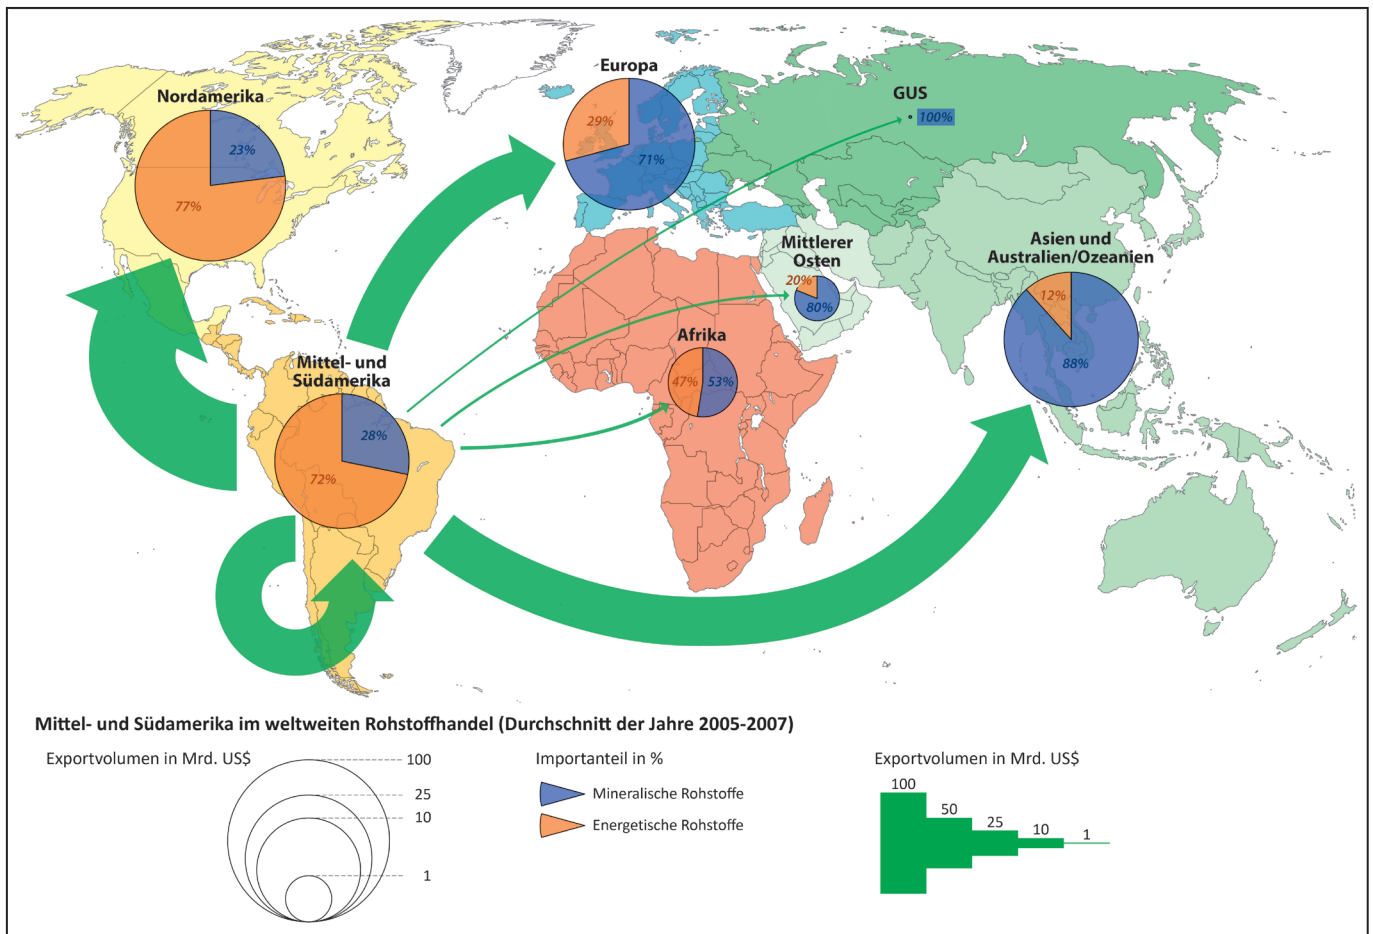 Europa
29%
71%
GUS
100%
Nordamerika
23%
77%
Mittlerer
Osten
20%
80%
Asien und
Australien/Ozeanien
12%
88%
Afrika
47%
53%
Mittel- und
Südamerika
28%
72%
Mittel- und Südamerika im weltweiten Rohstoffhandel (Durchschnitt der Jahre 2005-2007)
Exportvolumen in Mrd. US$
100
25
10
1
Importanteil in %
Mineralische Rohstoffe
Energetische Rohstoffe
Exportvolumen in Mrd. US$
100
50
25
10
1